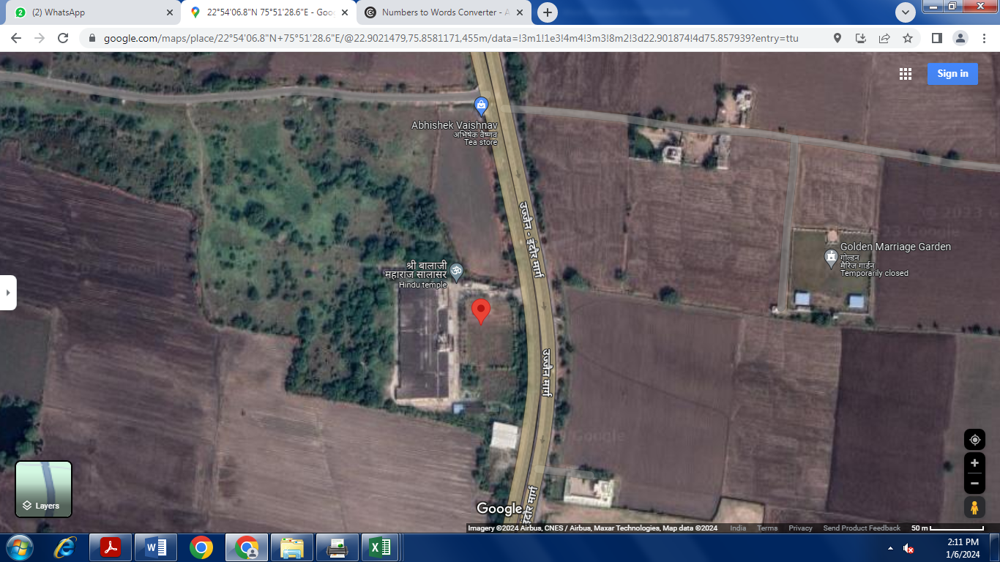 (2) WhatsApp
22°54'06.8"N 75°51'28.6"E - Goo
Numbers to Words Converter - A
google.com/maps/place/22°54'06.8"N+75°51'28.6"E/@22.9021479,75.8581171,455m/data=!3m1!1e3!4m4!3m3!8m2!3d22.901874!4d75.857939?entry=ttu
Sign in
Abhishek Vaishnav
अभिषेक वैष्णव
Tea store
उज्जैन - इंदौर मार्ग
Golden Marriage Garden
गोल्डन
मैरिज गार्डन
Temporarily closed
श्री बालाजी
महाराज सालासर
Hindu temple
उज्जैन मार्ग
इंदौर मार्ग
Layers
Google
Imagery ©2024 Airbus, CNES / Airbus, Maxar Technologies, Map data ©2024 India Terms Privacy Send Product Feedback 50 m
2:11 PM
1/6/2024